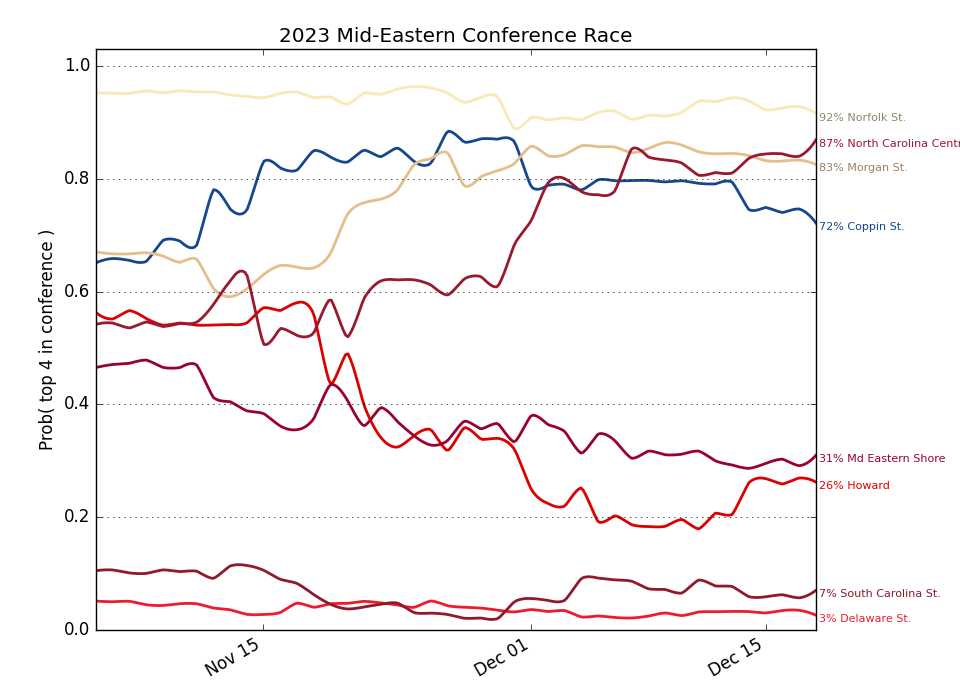 2023 Mid-Eastern Conference Race
1.0
0.8
0.6
0.4
0.2
0.0
Prob( top 4 in conference )
Nov 15
Dec 01
Dec 15
92% Norfolk St.
87% North Carolina Centr
83% Morgan St.
72% Coppin St.
31% Md Eastern Shore
26% Howard
7% South Carolina St.
3% Delaware St.